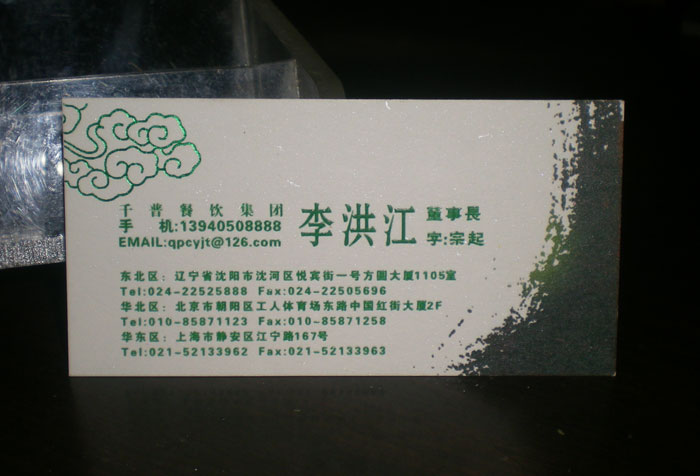 千普餐饮集团
手 机:13940508888
EMAIL:qpcyjt@126.com
李洪江
董事長
字:宗起
东北区: 辽宁省沈阳市沈河区悦宾街一号方圆大厦1105室
Tel:024-22525888 Fax:024-22505696
华北区: 北京市朝阳区工人体育场东路中国红街大厦2F
Tel:010-85871123 Fax:010-85871258
华东区: 上海市静安区江宁路167号
Tel:021-52133962 Fax:021-52133963